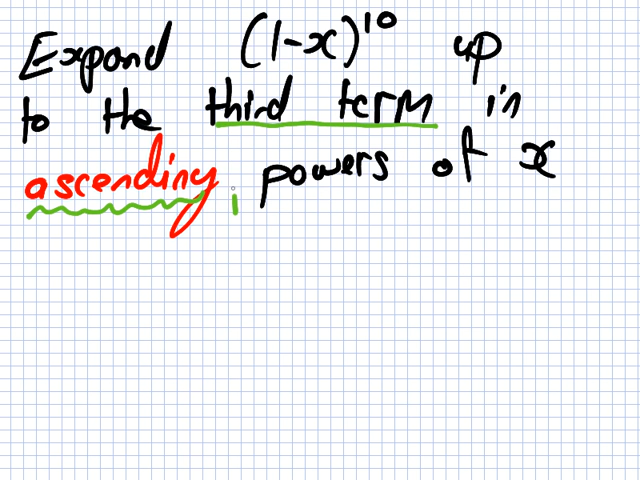 Expand (1-x)^10 up
to the third term in
ascending powers of x